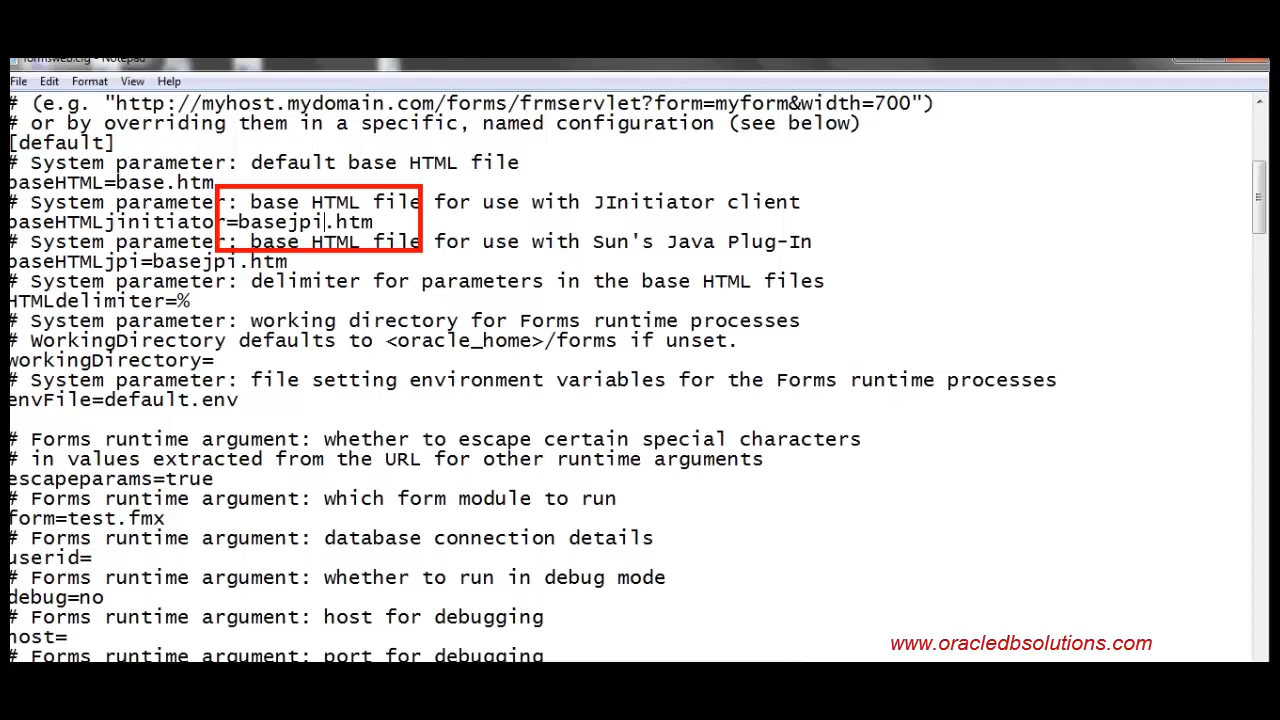 formsweb.cfg - Notepad
File Edit Format View Help
# (e.g. "http://myhost.mydomain.com/forms/frmservlet?form=myform&width=700")
# or by overriding them in a specific, named configuration (see below)
[default]
# System parameter: default base HTML file
baseHTML=base.htm
# System parameter: base HTML file for use with JInitiator client
baseHTMLjinitiator=basejpi.htm
# System parameter: base HTML file for use with Sun's Java Plug-In
baseHTMLjpi=basejpi.htm
# System parameter: delimiter for parameters in the base HTML files
HTMLdelimiter=%
# System parameter: working directory for Forms runtime processes
# WorkingDirectory defaults to <oracle_home>/forms if unset.
workingDirectory=
# System parameter: file setting environment variables for the Forms runtime processes
envFile=default.env
# Forms runtime argument: whether to escape certain special characters
# in values extracted from the URL for other runtime arguments
escapeparams=true
# Forms runtime argument: which form module to run
form=test.fmx
# Forms runtime argument: database connection details
userid=
# Forms runtime argument: whether to run in debug mode
debug=no
# Forms runtime argument: host for debugging
host=
# Forms runtime argument: port for debugging
www.oracledbsolutions.com